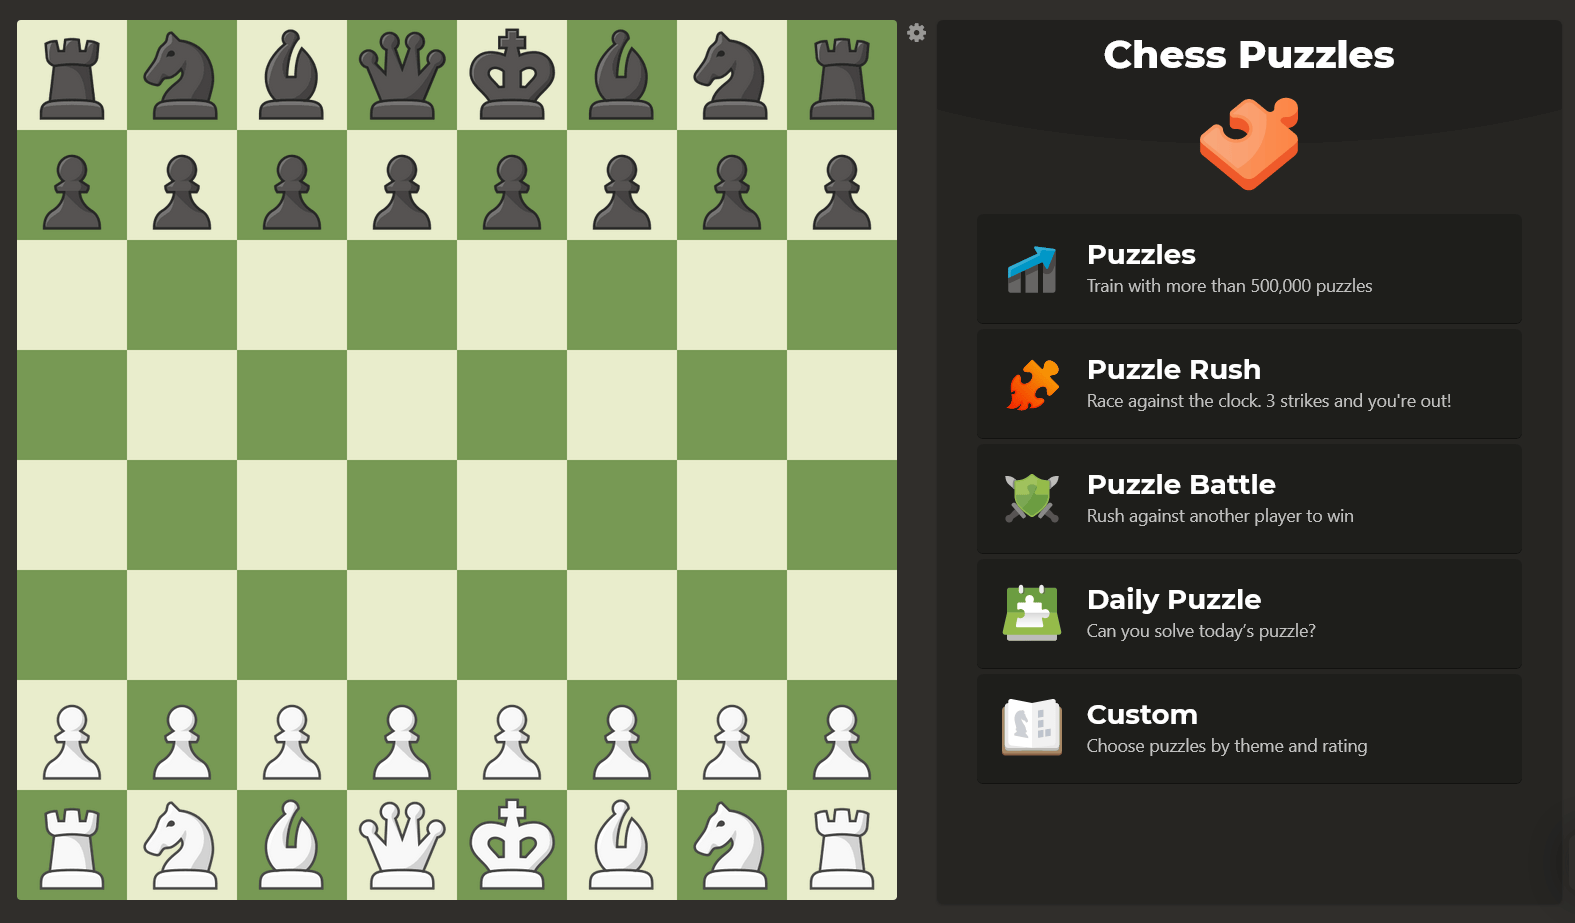 Chess Puzzles
Puzzles
Train with more than 500,000 puzzles
Puzzle Rush
Race against the clock. 3 strikes and you're out!
Puzzle Battle
Rush against another player to win
Daily Puzzle
Can you solve today’s puzzle?
Custom
Choose puzzles by theme and rating